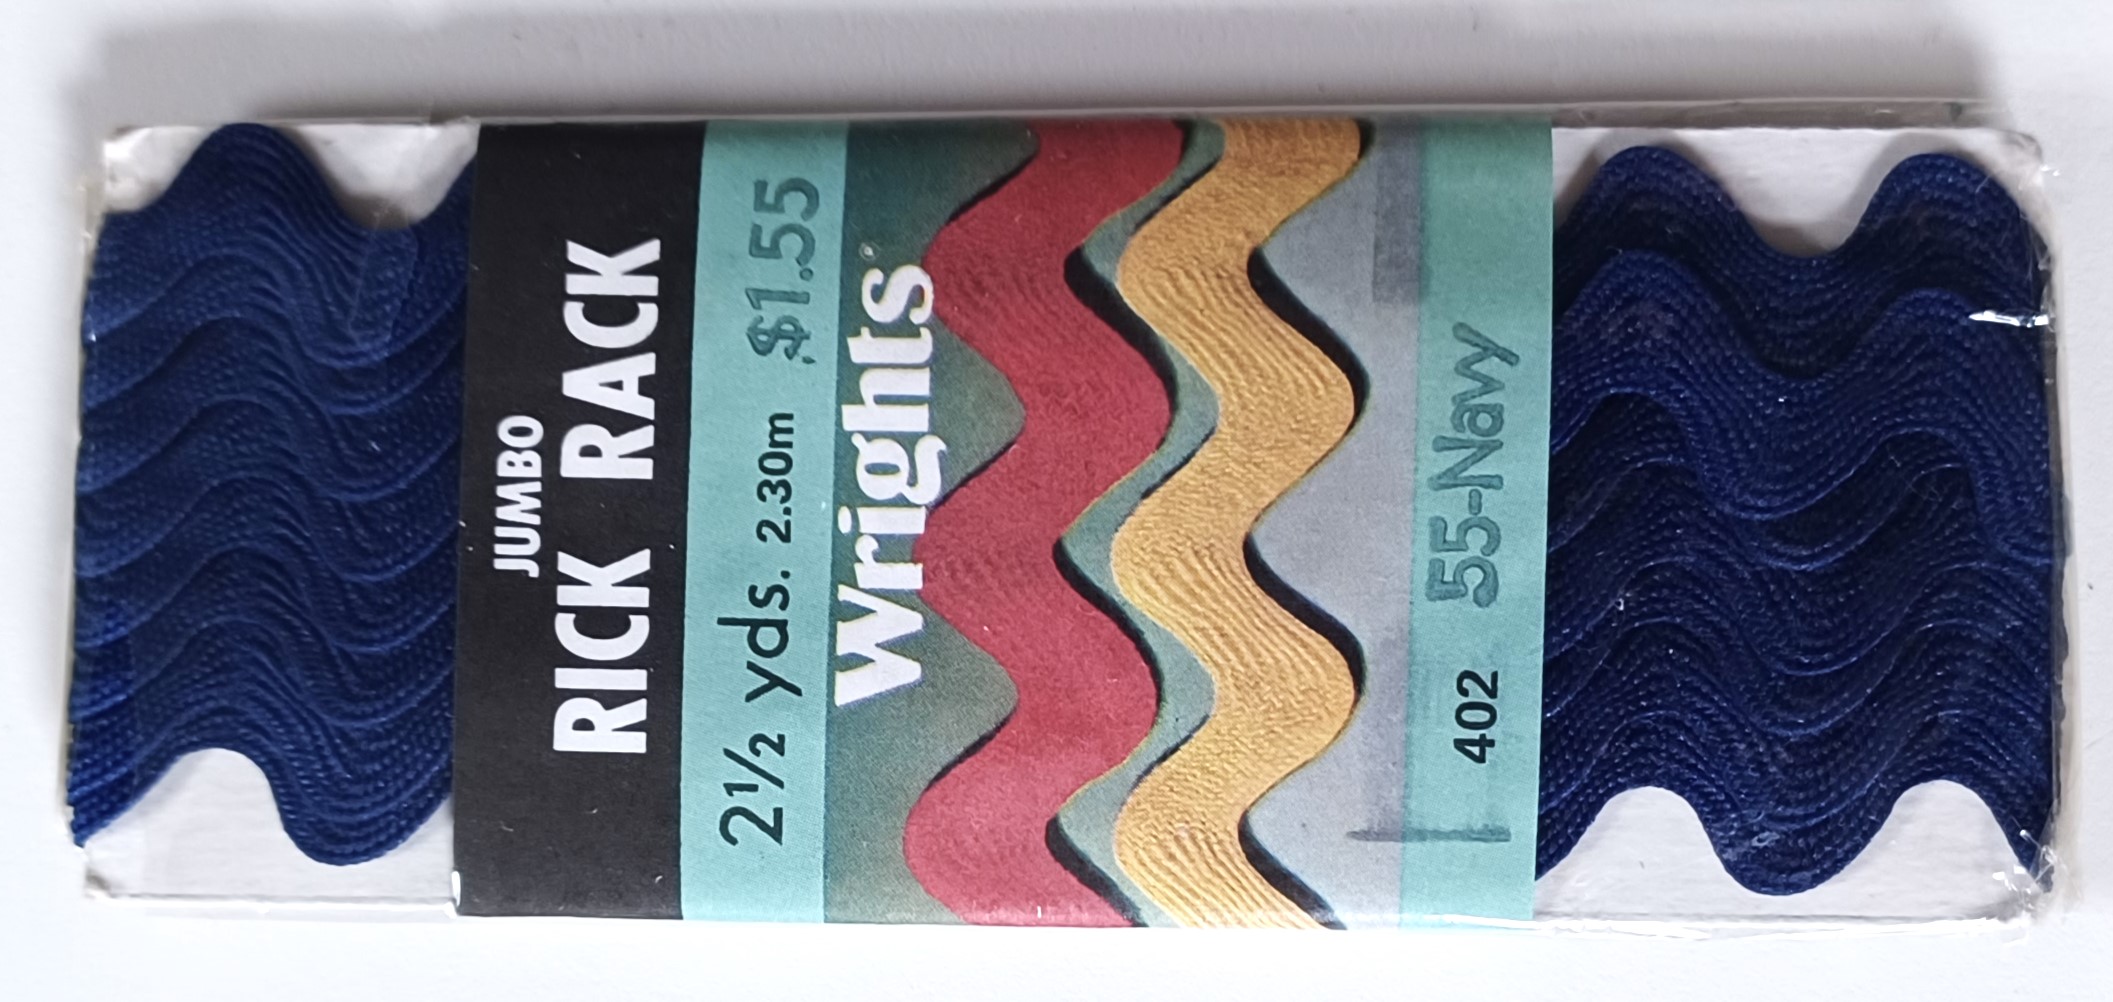 JUMBO
RICK RACK
2½ yds. 2.30m $1.55
Wrights®
402 55-Navy